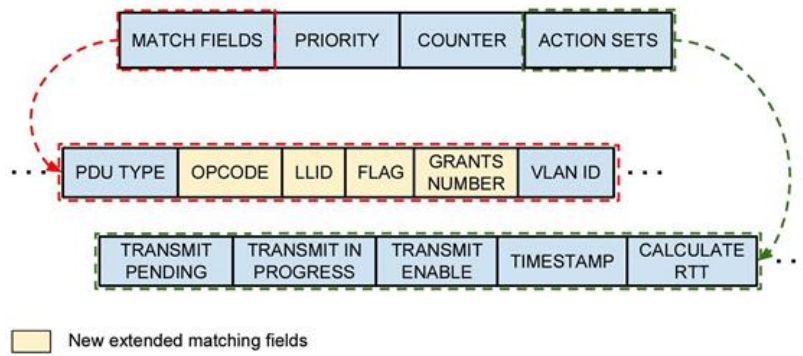 MATCH FIELDS PRIORITY COUNTER ACTION SETS
... PDU TYPE OPCODE LLID FLAG GRANTS NUMBER VLAN ID ...
TRANSMIT PENDING TRANSMIT IN PROGRESS TRANSMIT ENABLE TIMESTAMP CALCULATE RTT ..
New extended matching fields